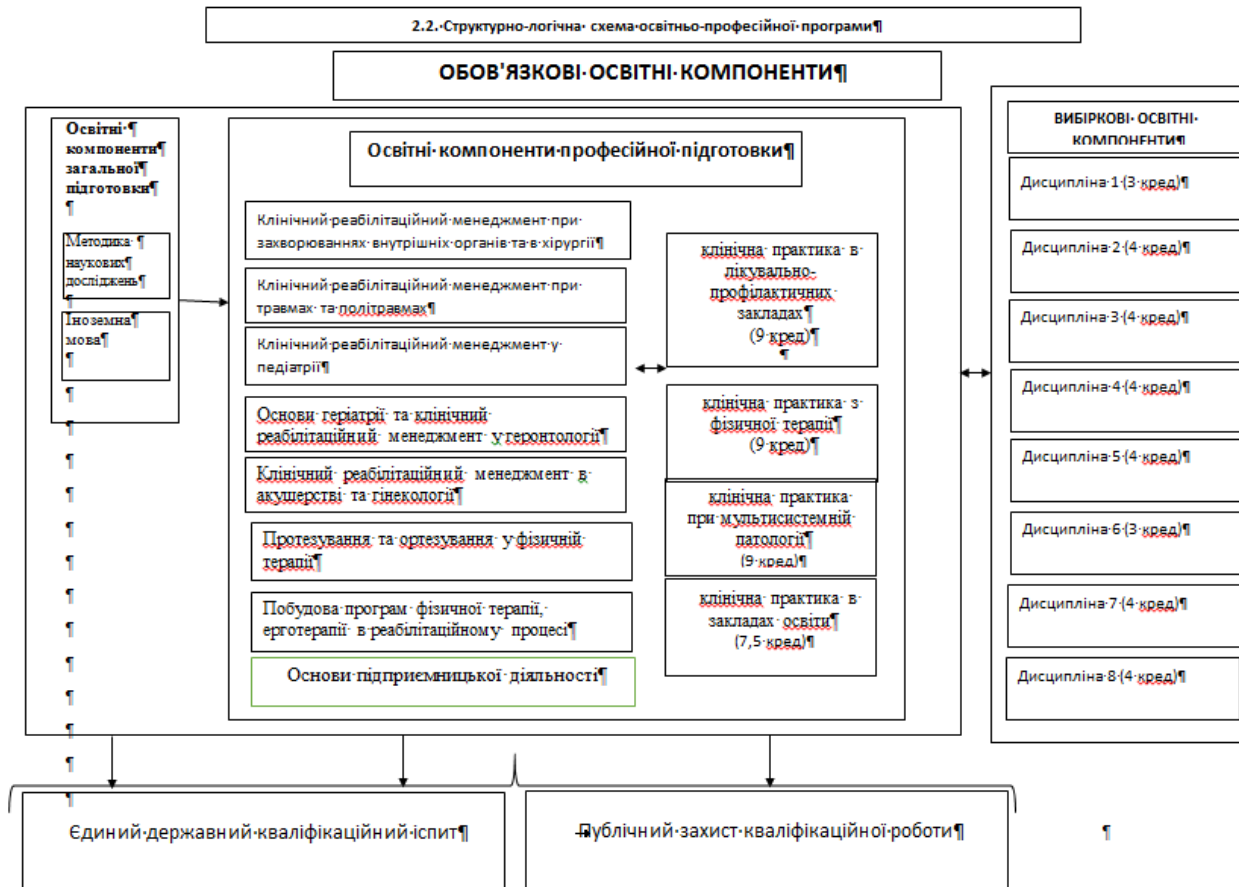 2.2. Структурно-логічна схема освітньо-професійної програми
ОБОВ'ЯЗКОВІ ОСВІТНІ КОМПОНЕНТИ
Освітні
компоненти
загальної
підготовки
Методика
наукових
досліджень
Іноземна
мова
Освітні компоненти професійної підготовки
Клінічний реабілітаційний менеджмент при
захворюваннях внутрішніх органів та в хірургії
Клінічний реабілітаційний менеджмент при
травмах та політравмах
Клінічний реабілітаційний менеджмент у
педіатрії
Основи геріатрії та клінічний
реабілітаційний менеджмент у геронтології
Клінічний реабілітаційний менеджмент в
акушерстві та гінекології
Протезування та ортезування у фізичній
терапії
Побудова програм фізичної терапії,
ерготерапії в реабілітаційному процесі
Основи підприємницької діяльності
клінічна практика в
лікувально-
профілактичних
закладах
(9 кред)
клінічна практика з
фізичної терапії
(9 кред)
клінічна практика
при мультисистемній
патології
(9 кред)
клінічна практика в
закладах освіти
(7,5 кред)
ВИБІРКОВІ ОСВІТНІ
КОМПОНЕНТИ
Дисципліна 1 (3 кред)
Дисципліна 2 (4 кред)
Дисципліна 3 (4 кред)
Дисципліна 4 (4 кред)
Дисципліна 5 (4 кред)
Дисципліна 6 (3 кред)
Дисципліна 7 (4 кред)
Дисципліна 8 (4 кред)
Єдиний державний кваліфікаційний іспит
Публічний захист кваліфікаційної роботи